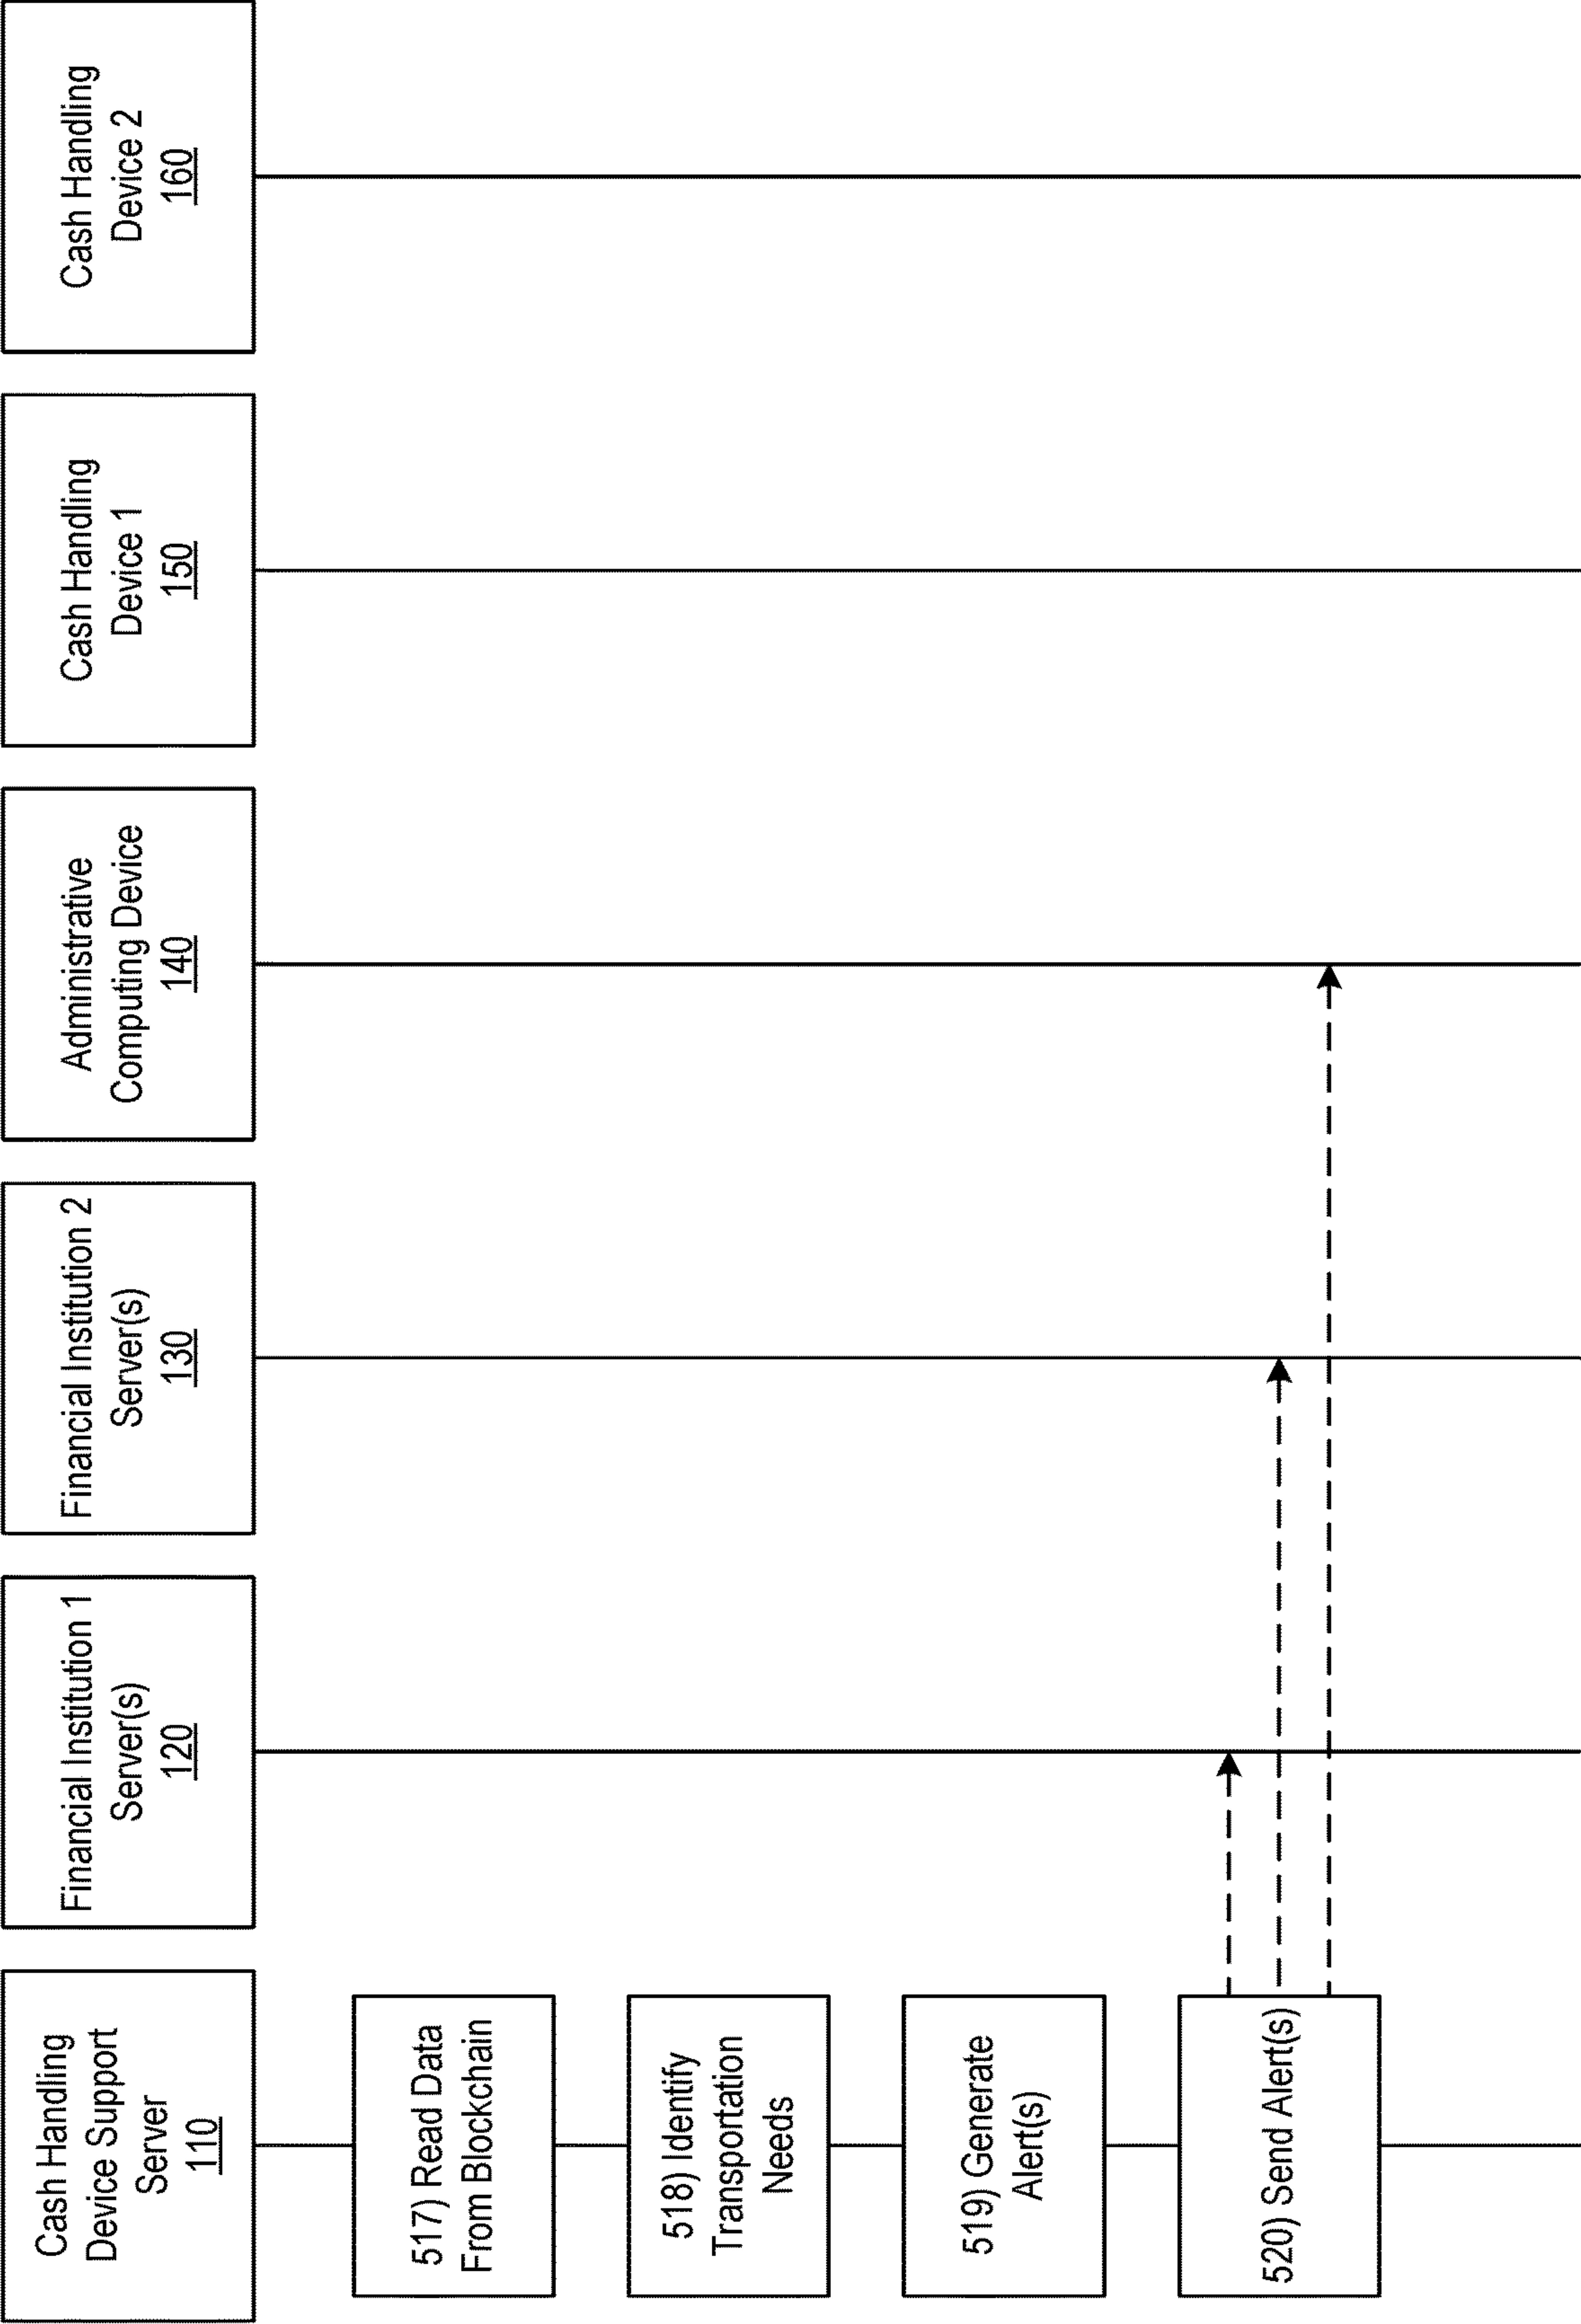 Cash Handling
Device Support
Server
110
Financial Institution 1
Server(s)
120
Financial Institution 2
Server(s)
130
Administrative
Computing Device
140
Cash Handling
Device 1
150
Cash Handling
Device 2
160
517) Read Data
From Blockchain
518) Identify
Transportation
Needs
519) Generate
Alert(s)
520) Send Alert(s)